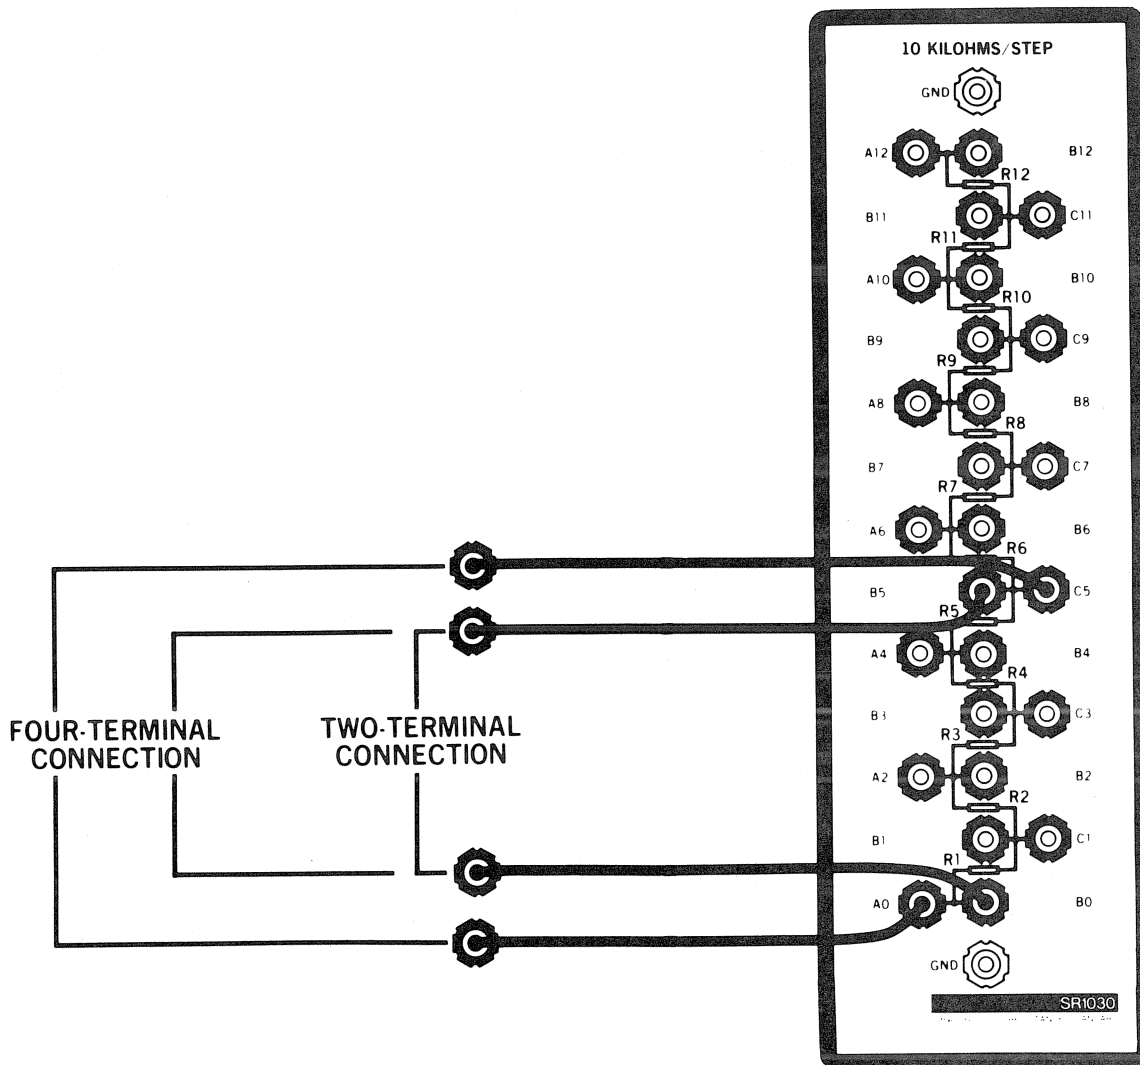 10 KILOHMS/STEP
GND
A12 B12
R12
B11 C11
R11
A10 B10
R10
B9 C9
R9
A8 B8
R8
B7 C7
R7
A6 B6
R6
B5 C5
R5
A4 B4
R4
FOUR-TERMINAL
CONNECTION
TWO-TERMINAL
CONNECTION
B3 C3
R3
A2 B2
R2
B1 C1
R1
A0 B0
GND
SR1030